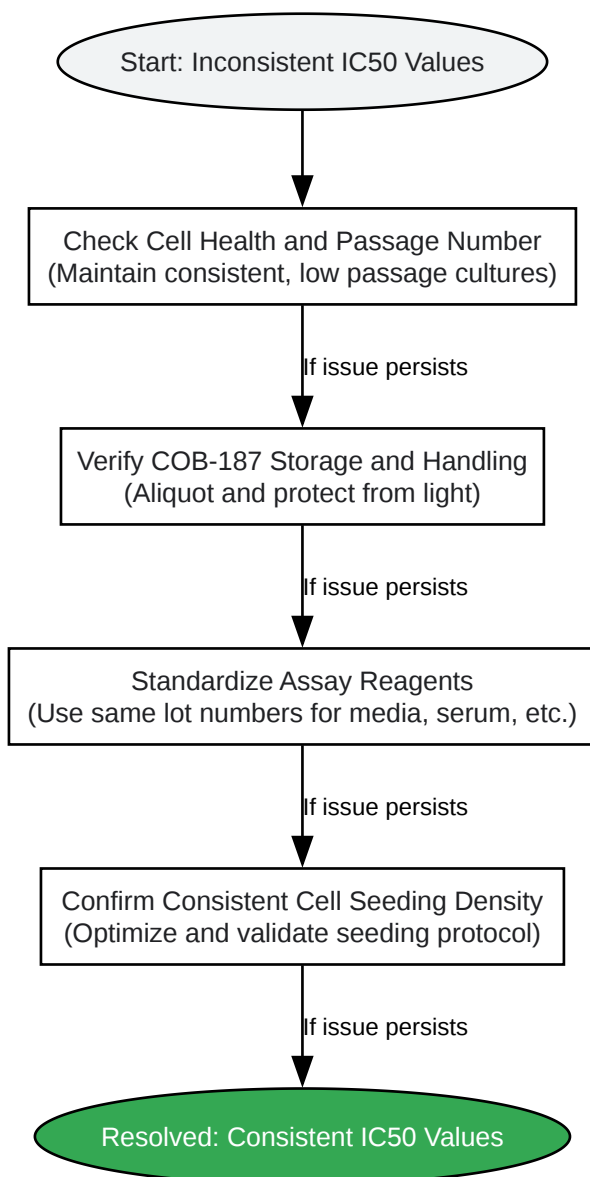 Start: Inconsistent IC50 Values
Check Cell Health and Passage Number
(Maintain consistent, low passage cultures)
If issue persists
Verify COB-187 Storage and Handling
(Aliquot and protect from light)
If issue persists
Standardize Assay Reagents
(Use same lot numbers for media, serum, etc.)
If issue persists
Confirm Consistent Cell Seeding Density
(Optimize and validate seeding protocol)
If issue persists
Resolved: Consistent IC50 Values